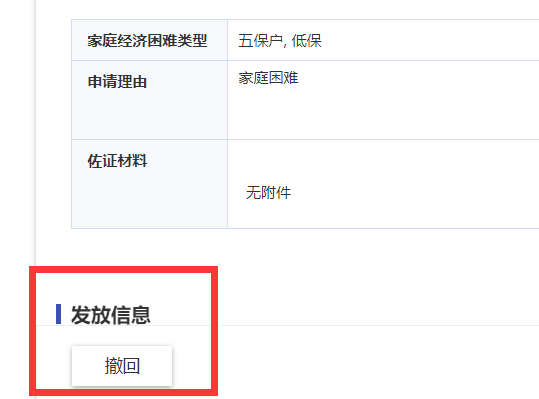 家庭经济困难类型 五保户, 低保
申请理由 家庭困难
佐证材料
无附件
发放信息
撤回